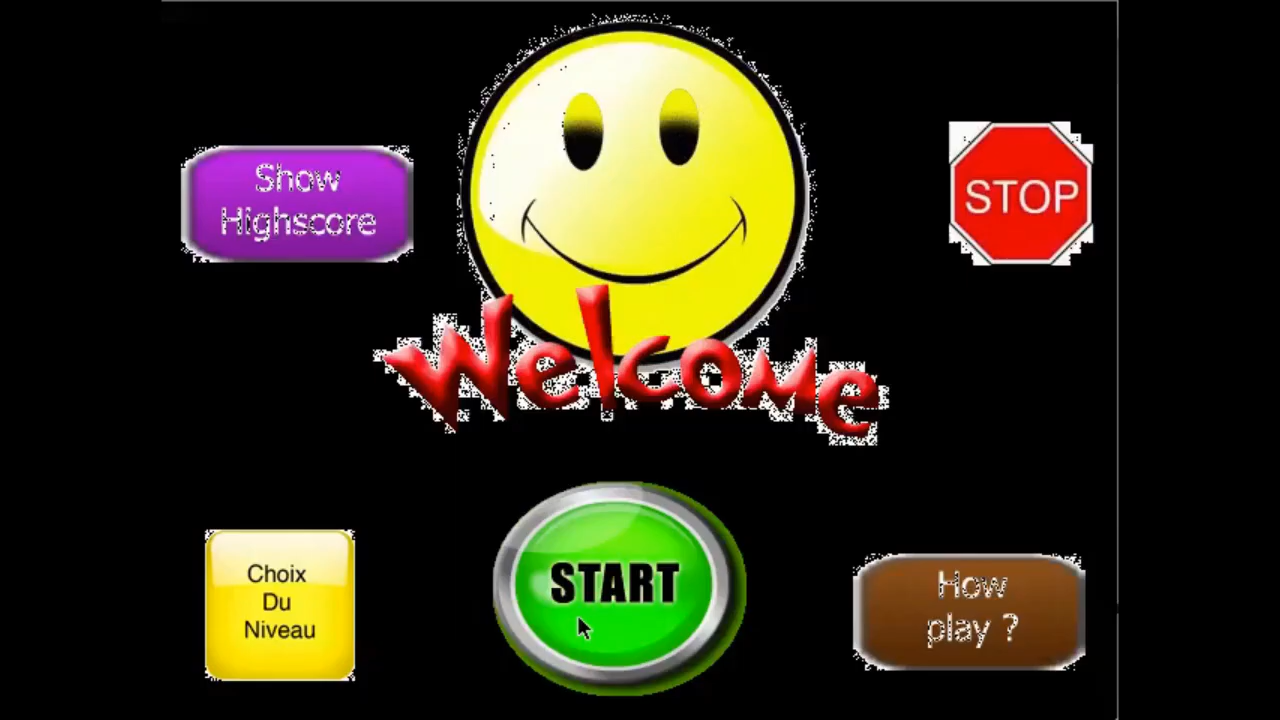 Show
Highscore
STOP
Welcome
Choix
Du
Niveau
START
How
play ?